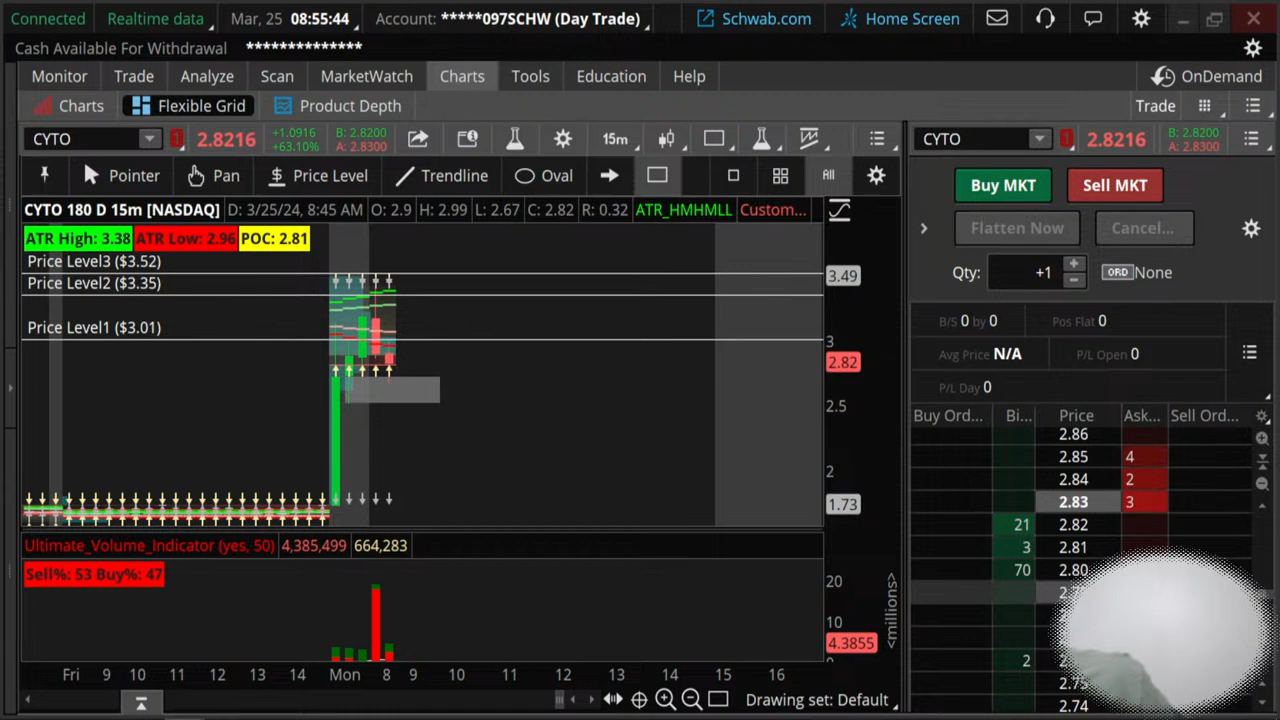 Connected Realtime data Mar, 25 08:55:44 Account: *****097SCHW (Day Trade) Schwab.com Home Screen
Cash Available For Withdrawal **************
Monitor Trade Analyze Scan MarketWatch Charts Tools Education Help OnDemand
Charts Flexible Grid Product Depth Trade
CYTO 1 2.8216 +1.0916 +63.10% B: 2.8200 A: 2.8300 15m
CYTO 1 2.8216 B: 2.8200 A: 2.8300
Pointer Pan $ Price Level Trendline Oval All
Buy MKT Sell MKT
CYTO 180 D 15m [NASDAQ] D: 3/25/24, 8:45 AM O: 2.9 H: 2.99 L: 2.67 C: 2.82 R: 0.32 ATR_HMHMLL Custom...
Flatten Now Cancel...
ATR High: 3.38 ATR Low: 2.96 POC: 2.81
Price Level3 ($3.52)
Price Level2 ($3.35)
Price Level1 ($3.01)
3.49
3
2.82
2.5
2
1.73
Qty: +1 ORD None
B/S 0 by 0 Pos Flat 0
Avg Price N/A P/L Open 0
P/L Day 0
Buy Ord... Bi... Price Ask... Sell Ord...
2.86
2.85 4
2.84 2
2.83 3
21 2.82
3 2.81
70 2.80
2
2.74
Ultimate_Volume_Indicator (yes, 50) 4,385,499 664,283
Sell%: 53 Buy%: 47
20
10
4.3855
<millions>
Fri 9 10 11 12 13 14 Mon 8 9 10 11 12 13 14 15 16
Drawing set: Default